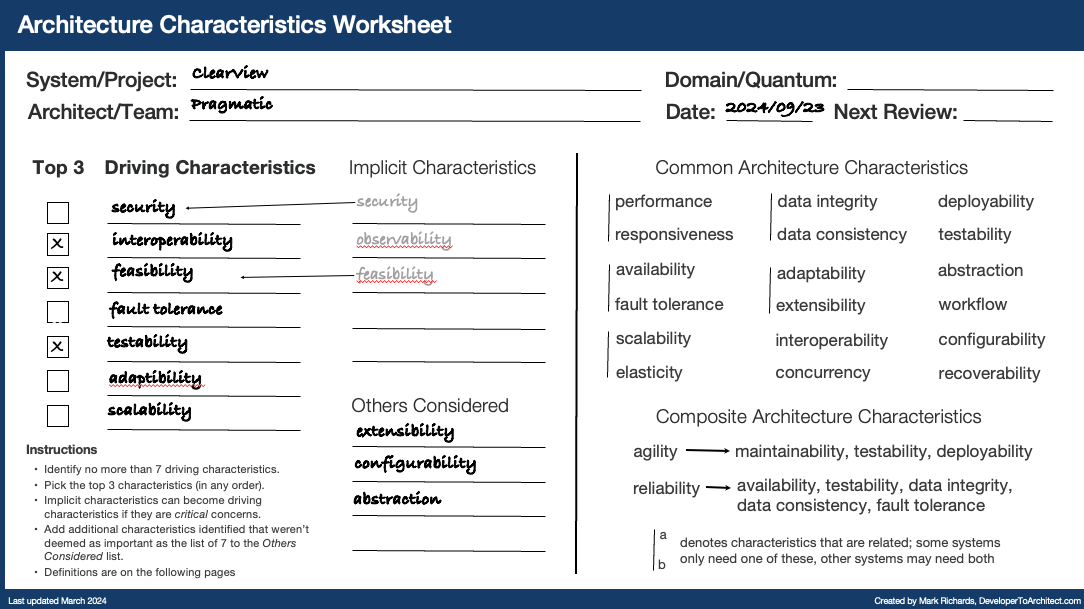 Architecture Characteristics Worksheet
System/Project: Clearview
Domain/Quantum:
Architect/Team: Pragmatic
Date: 2024/09/23 Next Review:
Top 3 Driving Characteristics
security
x interoperability
x feasibility
fault tolerance
x testability
adaptibility
scalability
Implicit Characteristics
security
observability
feasibility
Others Considered
extensibility
configurability
abstraction
Instructions
• Identify no more than 7 driving characteristics.
• Pick the top 3 characteristics (in any order).
• Implicit characteristics can become driving
characteristics if they are critical concerns.
• Add additional characteristics identified that weren't
deemed as important as the list of 7 to the Others
Considered list.
• Definitions are on the following pages
Common Architecture Characteristics
performance data integrity deployability
responsiveness data consistency testability
availability adaptability abstraction
fault tolerance extensibility workflow
scalability interoperability configurability
elasticity concurrency recoverability
Composite Architecture Characteristics
agility maintainability, testability, deployability
reliability availability, testability, data integrity,
data consistency, fault tolerance
a denotes characteristics that are related; some systems
b only need one of these, other systems may need both
Last updated March 2024
Created by Mark Richards, DeveloperToArchitect.com